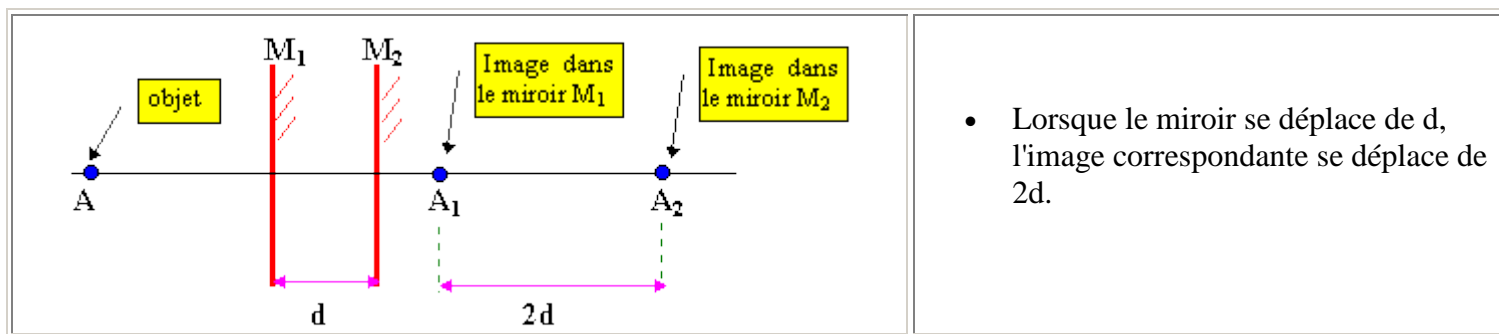 M₁ M₂
objet
Image dans
le miroir M₁
Image dans
le miroir M₂
A A₁ A₂
d 2d
• Lorsque le miroir se déplace de d,
l'image correspondante se déplace de
2d.